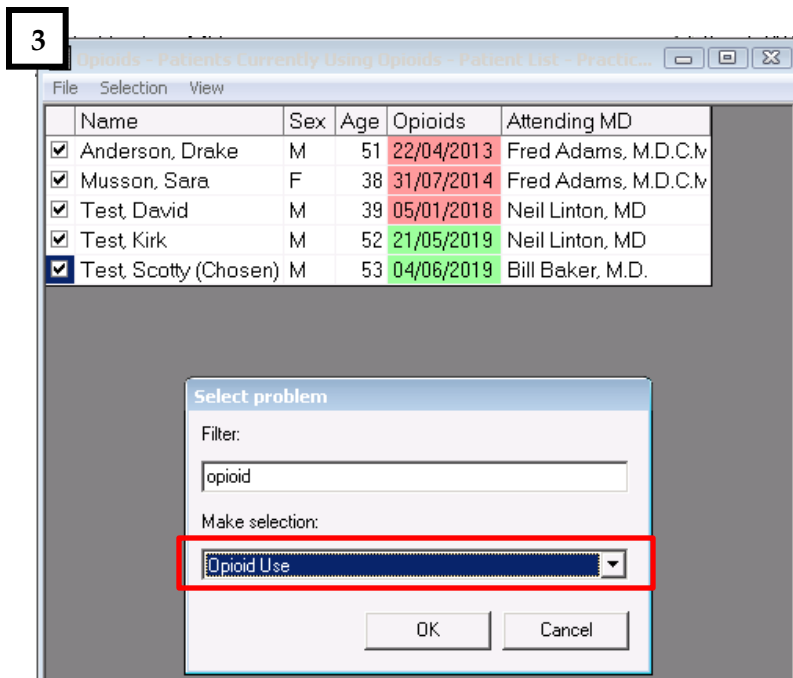 3
Opioids - Patients Currently Using Opioids - Patient List - Practic...
File Selection View
Name Sex Age Opioids Attending MD
Anderson, Drake M 51 22/04/2013 Fred Adams, M.D.C.M
Musson, Sara F 38 31/07/2014 Fred Adams, M.D.C.M
Test, David M 39 05/01/2018 Neil Linton, MD
Test, Kirk M 52 21/05/2019 Neil Linton, MD
Test, Scotty (Chosen) M 53 04/06/2019 Bill Baker, M.D.
Select problem
Filter:
opioid
Make selection:
Opioid Use
OK Cancel